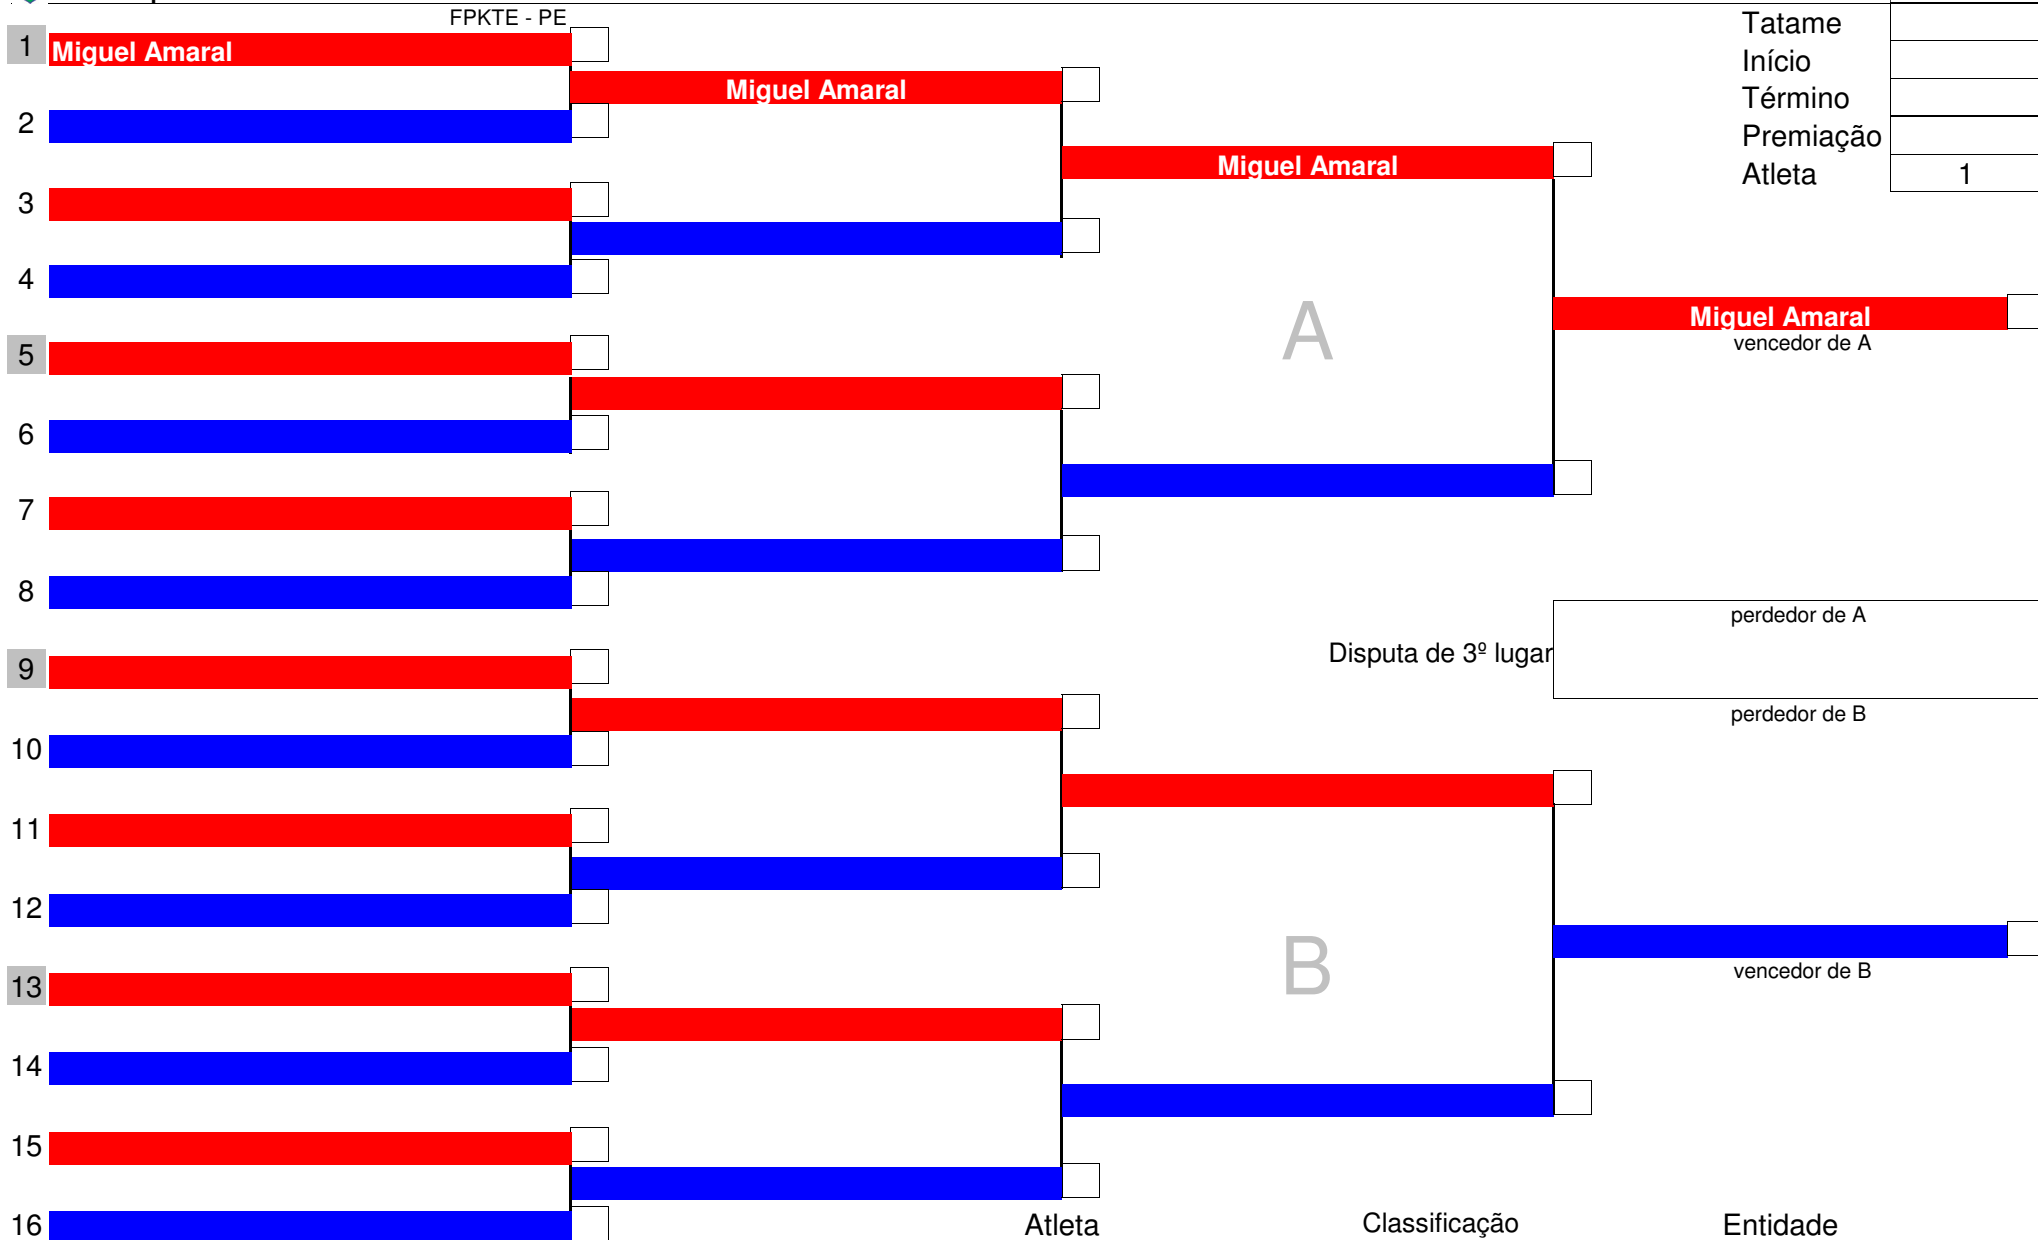 FPKTE - PE
Tatame
1 Miguel Amaral
Miguel Amaral
Início
Término
2
Premiação
Miguel Amaral
Atleta 1
3
4
A
Miguel Amaral
vencedor de A
5
6
7
8
perdedor de A
Disputa de 3º lugar
9
perdedor de B
10
11
12
B
vencedor de B
13
14
15
16
Atleta Classificação Entidade